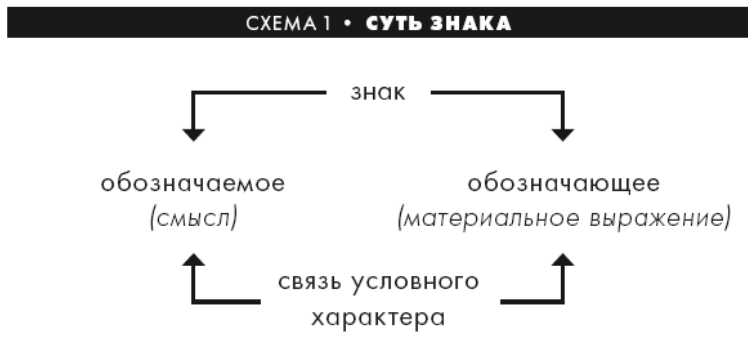 СХЕМА 1 • СУТЬ ЗНАКА
знак
обозначаемое
(смысл)
обозначающее
(материальное выражение)
связь условного
характера